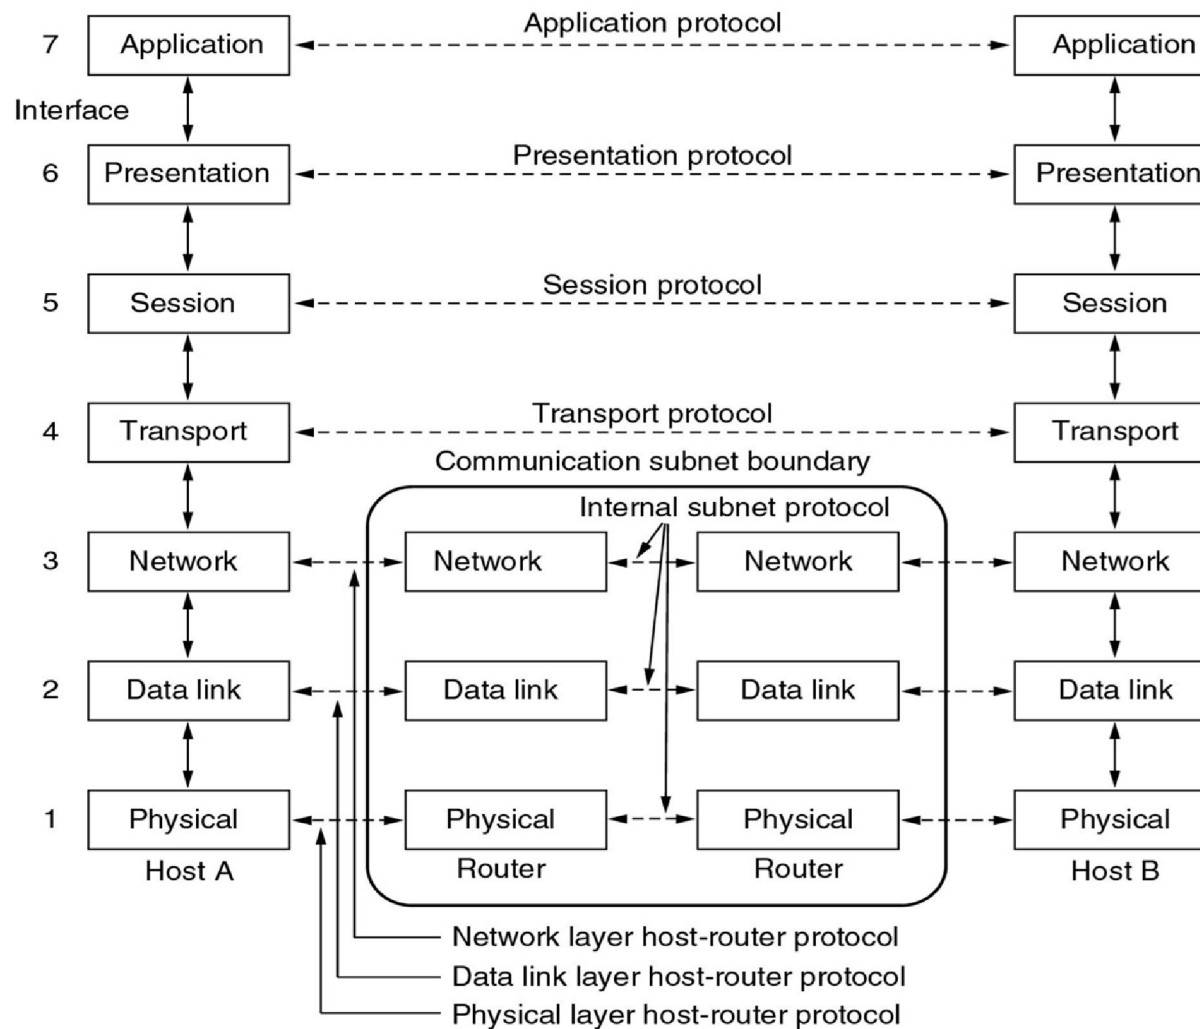 Application protocol
7 Application Application
Interface
Presentation protocol
6 Presentation Presentation
Session protocol
5 Session Session
Transport protocol
4 Transport Transport
Communication subnet boundary
Internal subnet protocol
3 Network Network Network Network
2 Data link Data link Data link Data link
1 Physical Physical Physical Physical
Host A Router Router Host B
Network layer host-router protocol
Data link layer host-router protocol
Physical layer host-router protocol